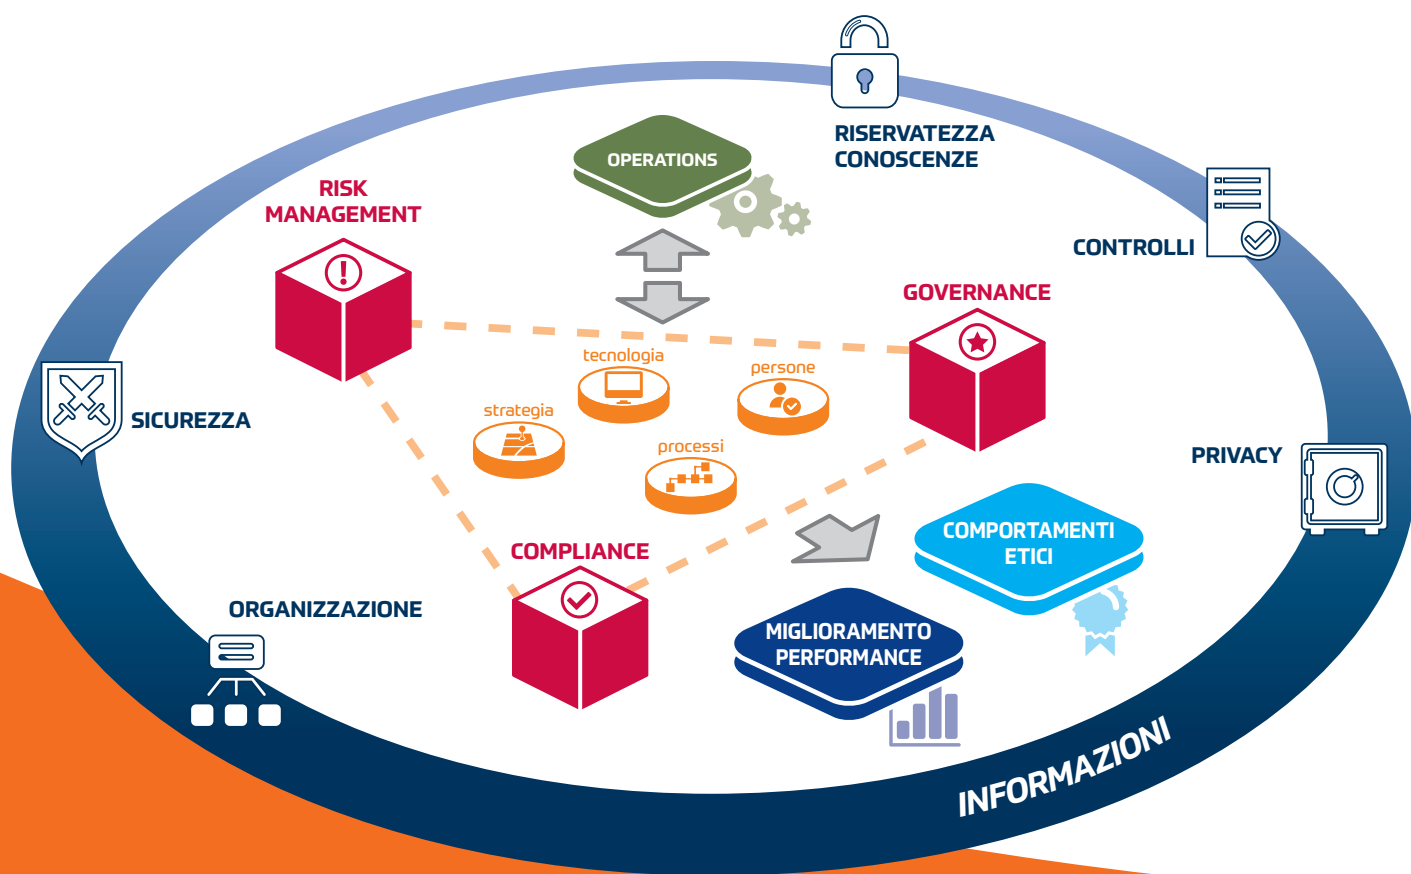 RISERVATEZZA
CONOSCENZE
OPERATIONS
RISK
MANAGEMENT
CONTROLLI
GOVERNANCE
tecnologia
persone
strategia
SICUREZZA
processi
PRIVACY
COMPORTAMENTI
ETICI
COMPLIANCE
ORGANIZZAZIONE
MIGLIORAMENTO
PERFORMANCE
INFORMAZIONI